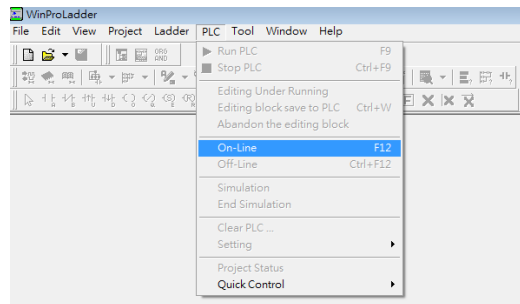 WinProLadder
File Edit View Project Ladder PLC Tool Window Help
ORG
AND
Run PLC F9
Stop PLC Ctrl+F9
Editing Under Running
Editing block save to PLC Ctrl+W
Abandon the editing block
On-Line F12
Off-Line Ctrl+F12
Simulation
End Simulation
Clear PLC ...
Setting
Project Status
Quick Control